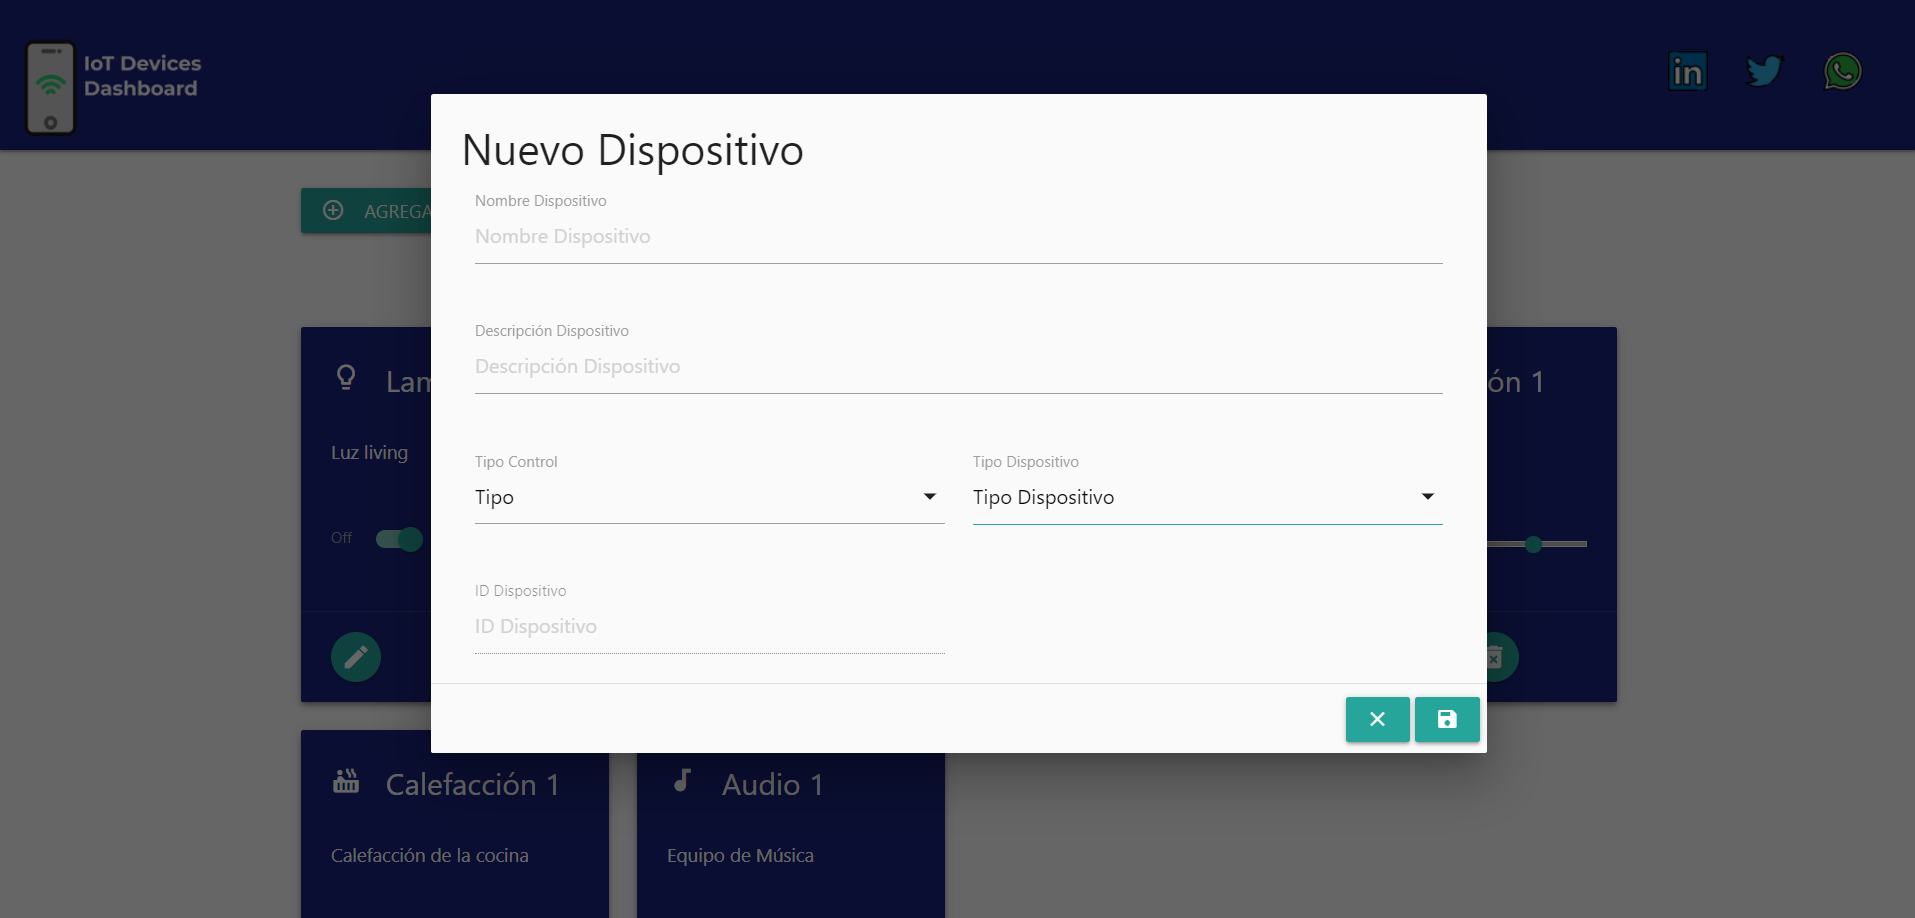 IoT Devices
Dashboard
in
Nuevo Dispositivo
Nombre Dispositivo
Nombre Dispositivo
Descripción Dispositivo
Descripción Dispositivo
Tipo Control
Tipo Dispositivo
Tipo
Tipo Dispositivo
ID Dispositivo
ID Dispositivo
AGREGA
Lam
ón 1
Luz living
Off
Calefacción 1
Audio 1
Calefacción de la cocina
Equipo de Música